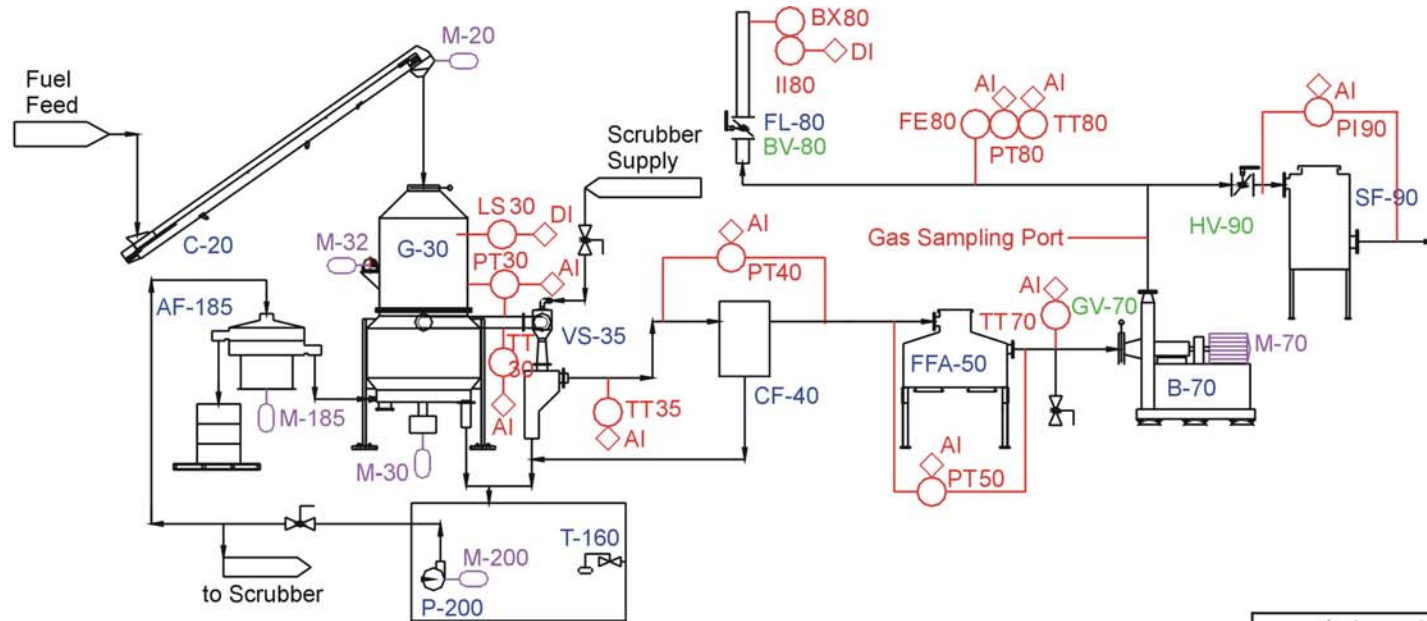 M-20
BX80
DI
II80
Fuel
Feed
FL-80
BV-80
AI
AI
FE80
TT80
PT80
AI
PI90
Scrubber
Supply
SF-90
HV-90
C-20
M-32
G-30
LS30
DI
PT30
AI
Gas Sampling Port
AI
PT40
AF-185
VS-35
TT
30
AI
TT70
GV-70
M-70
FFA-50
B-70
CF-40
M-185
TT35
AI
AI
M-30
AI
PT50
T-160
M-200
to Scrubber
P-200